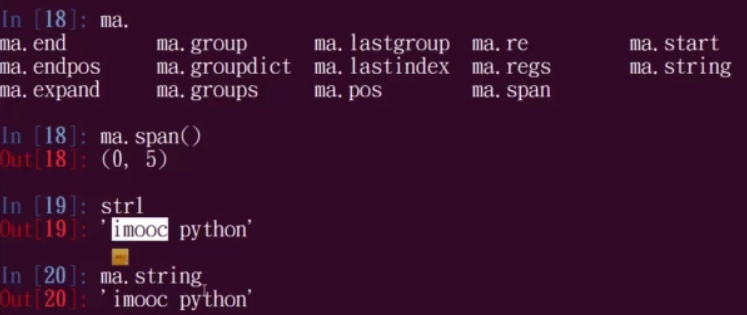 In [18]: ma.
ma.end ma.group ma.lastgroup ma.re ma.start
ma.endpos ma.groupdict ma.lastindex ma.regs ma.string
ma.expand ma.groups ma.pos ma.span
In [18]: ma.span()
Out[18]: (0, 5)
In [19]: str1
Out[19]: 'imooc python'
In [20]: ma.string
Out[20]: 'imooc python'